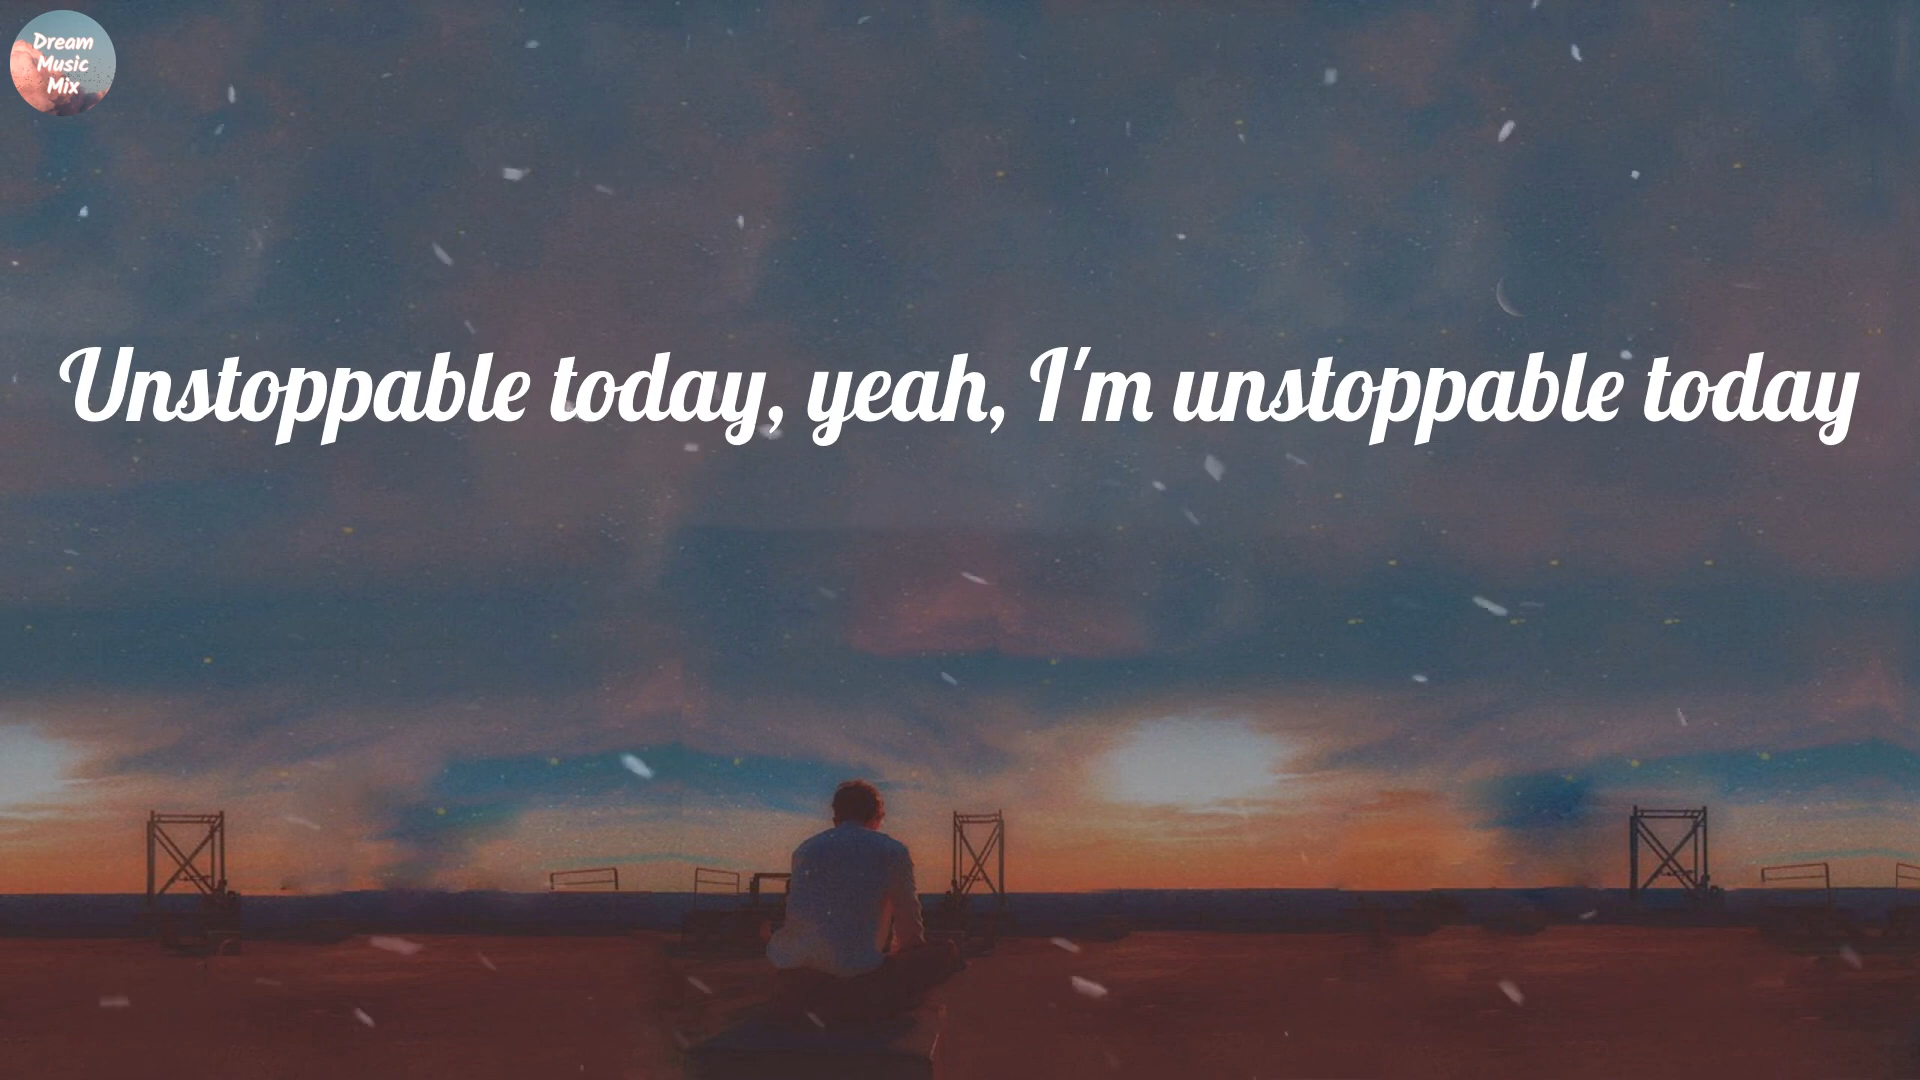 Dream
Music
Mix
Unstoppable today, yeah, I'm unstoppable today